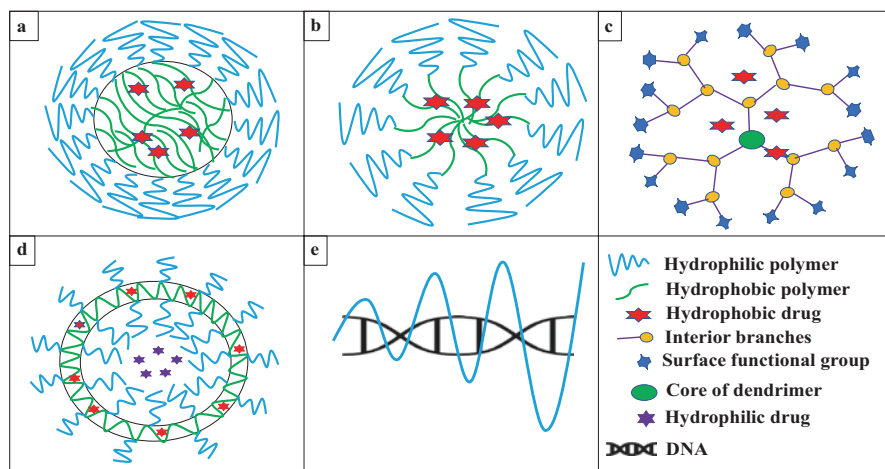 a
b
c
d
e
Hydrophilic polymer
Hydrophobic polymer
Hydrophobic drug
Interior branches
Surface functional group
Core of dendrimer
Hydrophilic drug
DNA